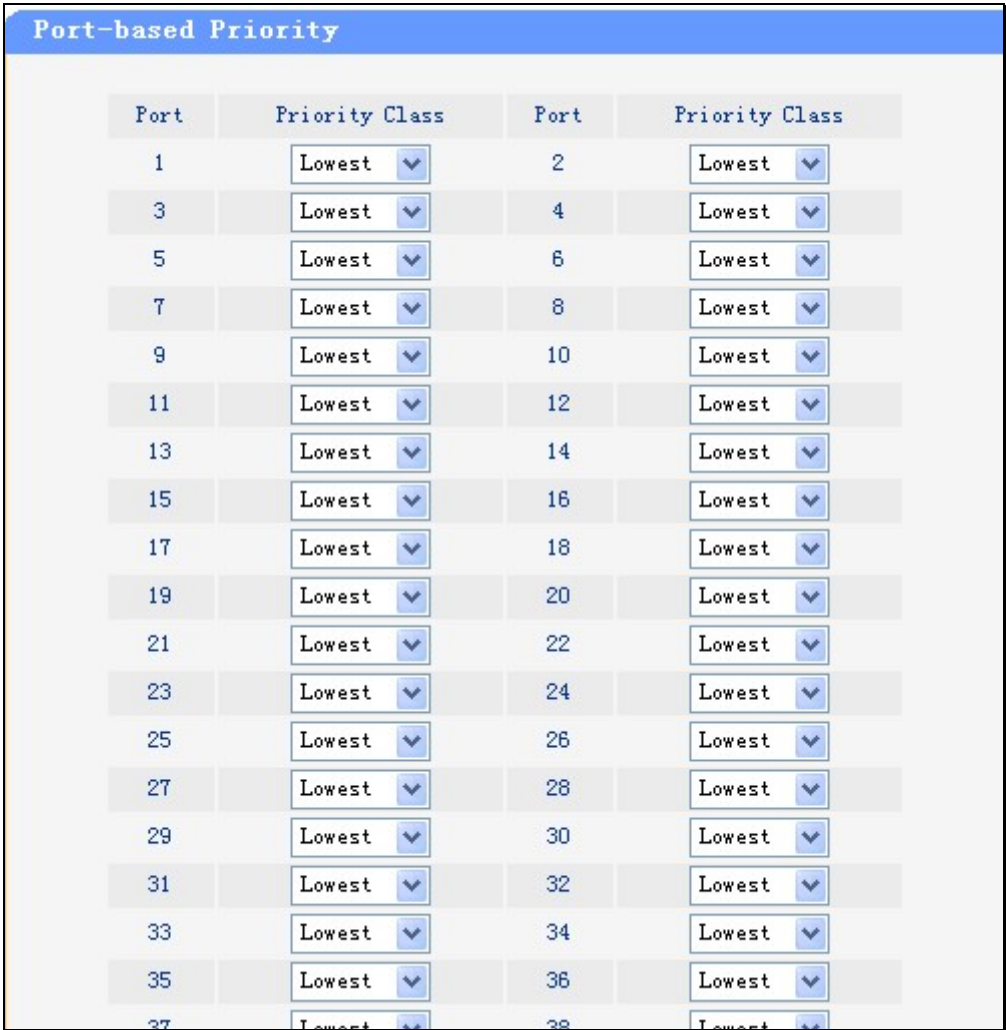 Port-based Priority
Port Priority Class Port Priority Class
1 Lowest 2 Lowest
3 Lowest 4 Lowest
5 Lowest 6 Lowest
7 Lowest 8 Lowest
9 Lowest 10 Lowest
11 Lowest 12 Lowest
13 Lowest 14 Lowest
15 Lowest 16 Lowest
17 Lowest 18 Lowest
19 Lowest 20 Lowest
21 Lowest 22 Lowest
23 Lowest 24 Lowest
25 Lowest 26 Lowest
27 Lowest 28 Lowest
29 Lowest 30 Lowest
31 Lowest 32 Lowest
33 Lowest 34 Lowest
35 Lowest 36 Lowest
37 Lowest 38 Lowest